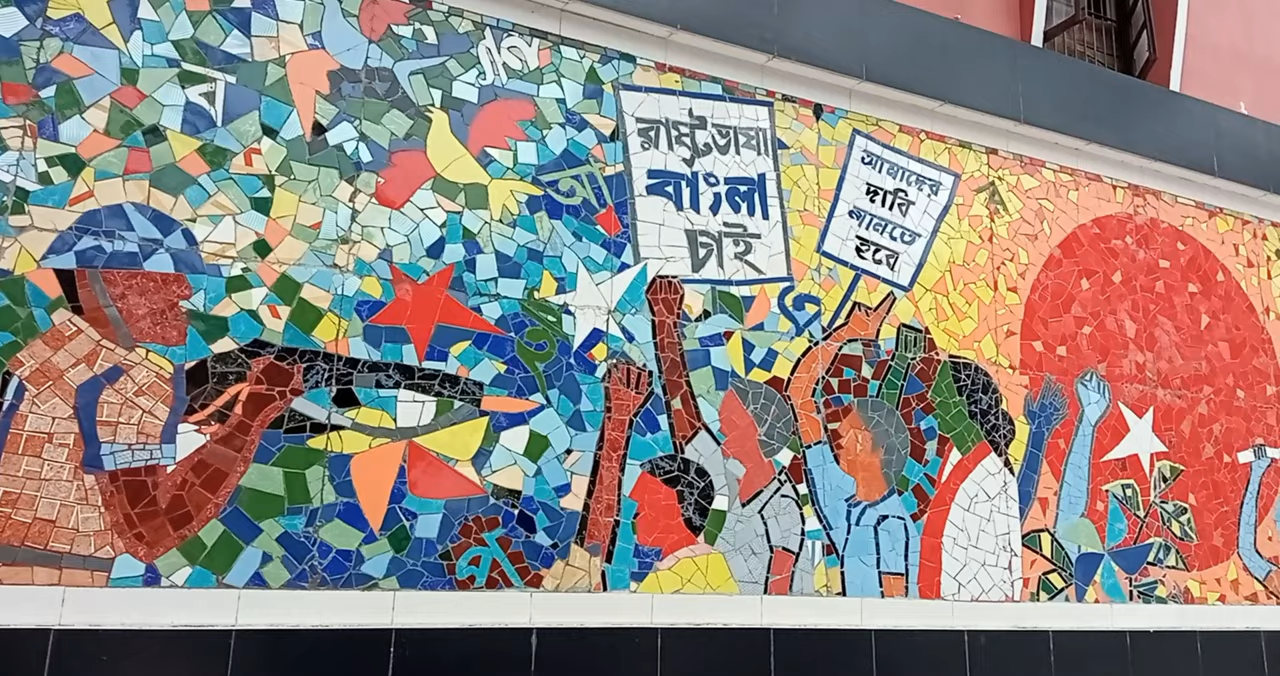 রাষ্ট্রভাষা
বাংলা
চাই
আমাদের
দাবি
মানতে
হবে
আ